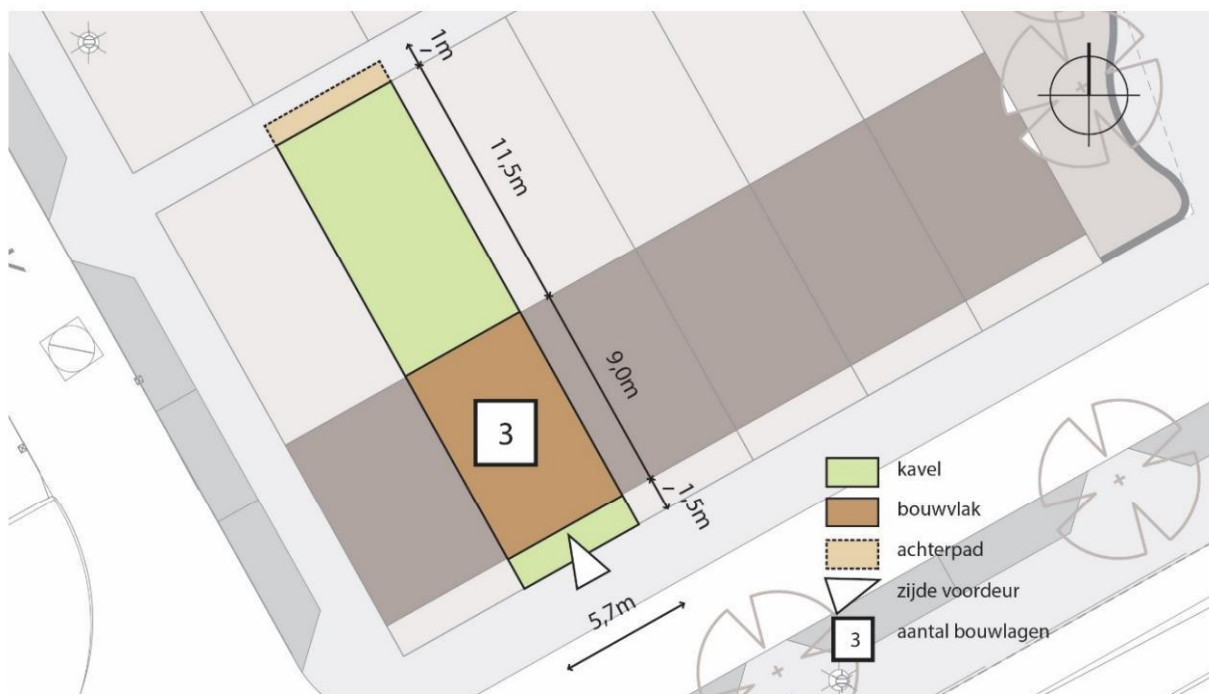 1m
11,5m
9,0m
1,5m
3
5,7m
kavel
bouwvlak
achterpad
zijde voordeur
3
aantal bouwlagen